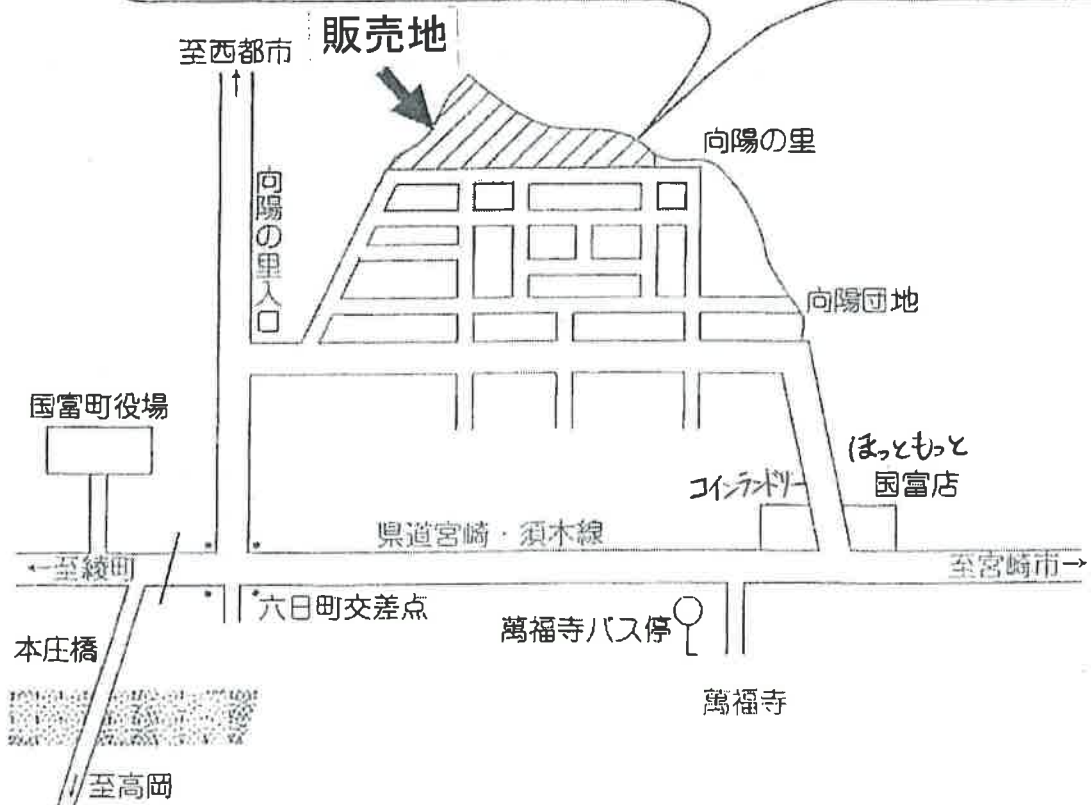 販売地
至西都市
↑
向陽の里
向陽の里入口
向陽団地
国富町役場
ほっともっと
国富店
コインランドリー
県道宮崎・須木線
←至綾町
至宮崎市→
六日町交差点
萬福寺バス停
本庄橋
萬福寺
↓至高岡